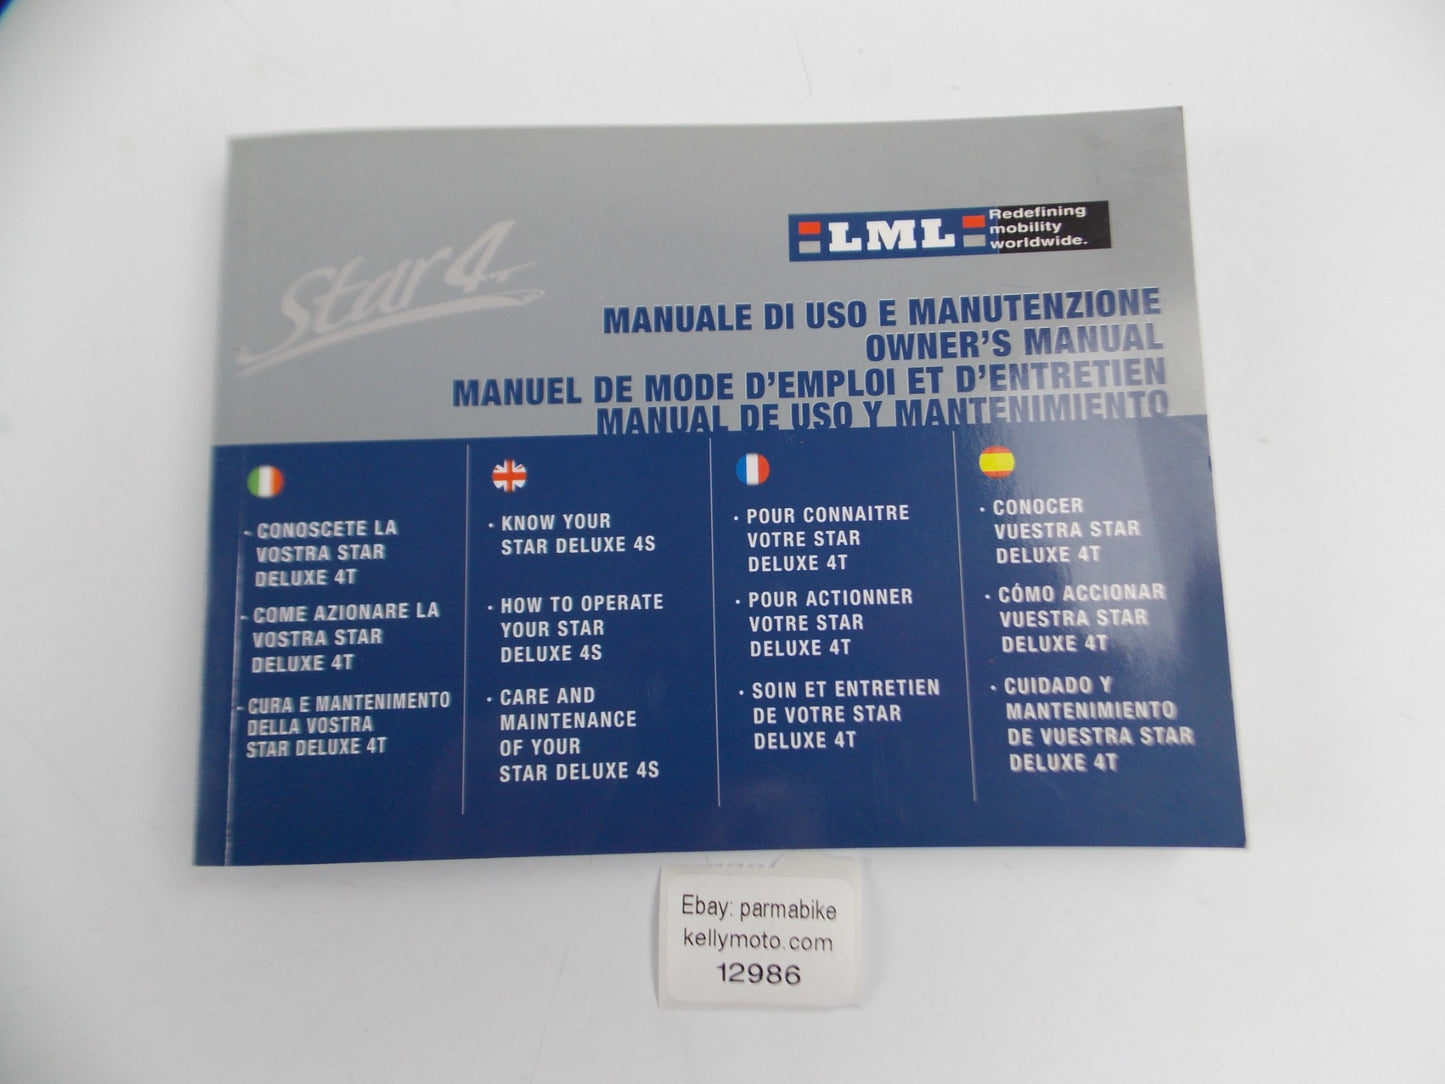 Star 4
LML
Redefining
mobility
worldwide.
MANUALE DI USO E MANUTENZIONE
OWNER'S MANUAL
MANUEL DE MODE D'EMPLOI ET D'ENTRETIEN
MANUAL DE USO Y MANTENIMIENTO
- CONOSCETE LA
VOSTRA STAR
DELUXE 4T
- COME AZIONARE LA
VOSTRA STAR
DELUXE 4T
- CURA E MANTENIMENTO
DELLA VOSTRA
STAR DELUXE 4T
· KNOW YOUR
STAR DELUXE 4S
· HOW TO OPERATE
YOUR STAR
DELUXE 4S
· CARE AND
MAINTENANCE
OF YOUR
STAR DELUXE 4S
· POUR CONNAITRE
VOTRE STAR
DELUXE 4T
· POUR ACTIONNER
VOTRE STAR
DELUXE 4T
· SOIN ET ENTRETIEN
DE VOTRE STAR
DELUXE 4T
· CONOCER
VUESTRA STAR
DELUXE 4T
· CÓMO ACCIONAR
VUESTRA STAR
DELUXE 4T
· CUIDADO Y
MANTENIMIENTO
DE VUESTRA STAR
DELUXE 4T
Ebay: parmabike
kellymoto.com
12986